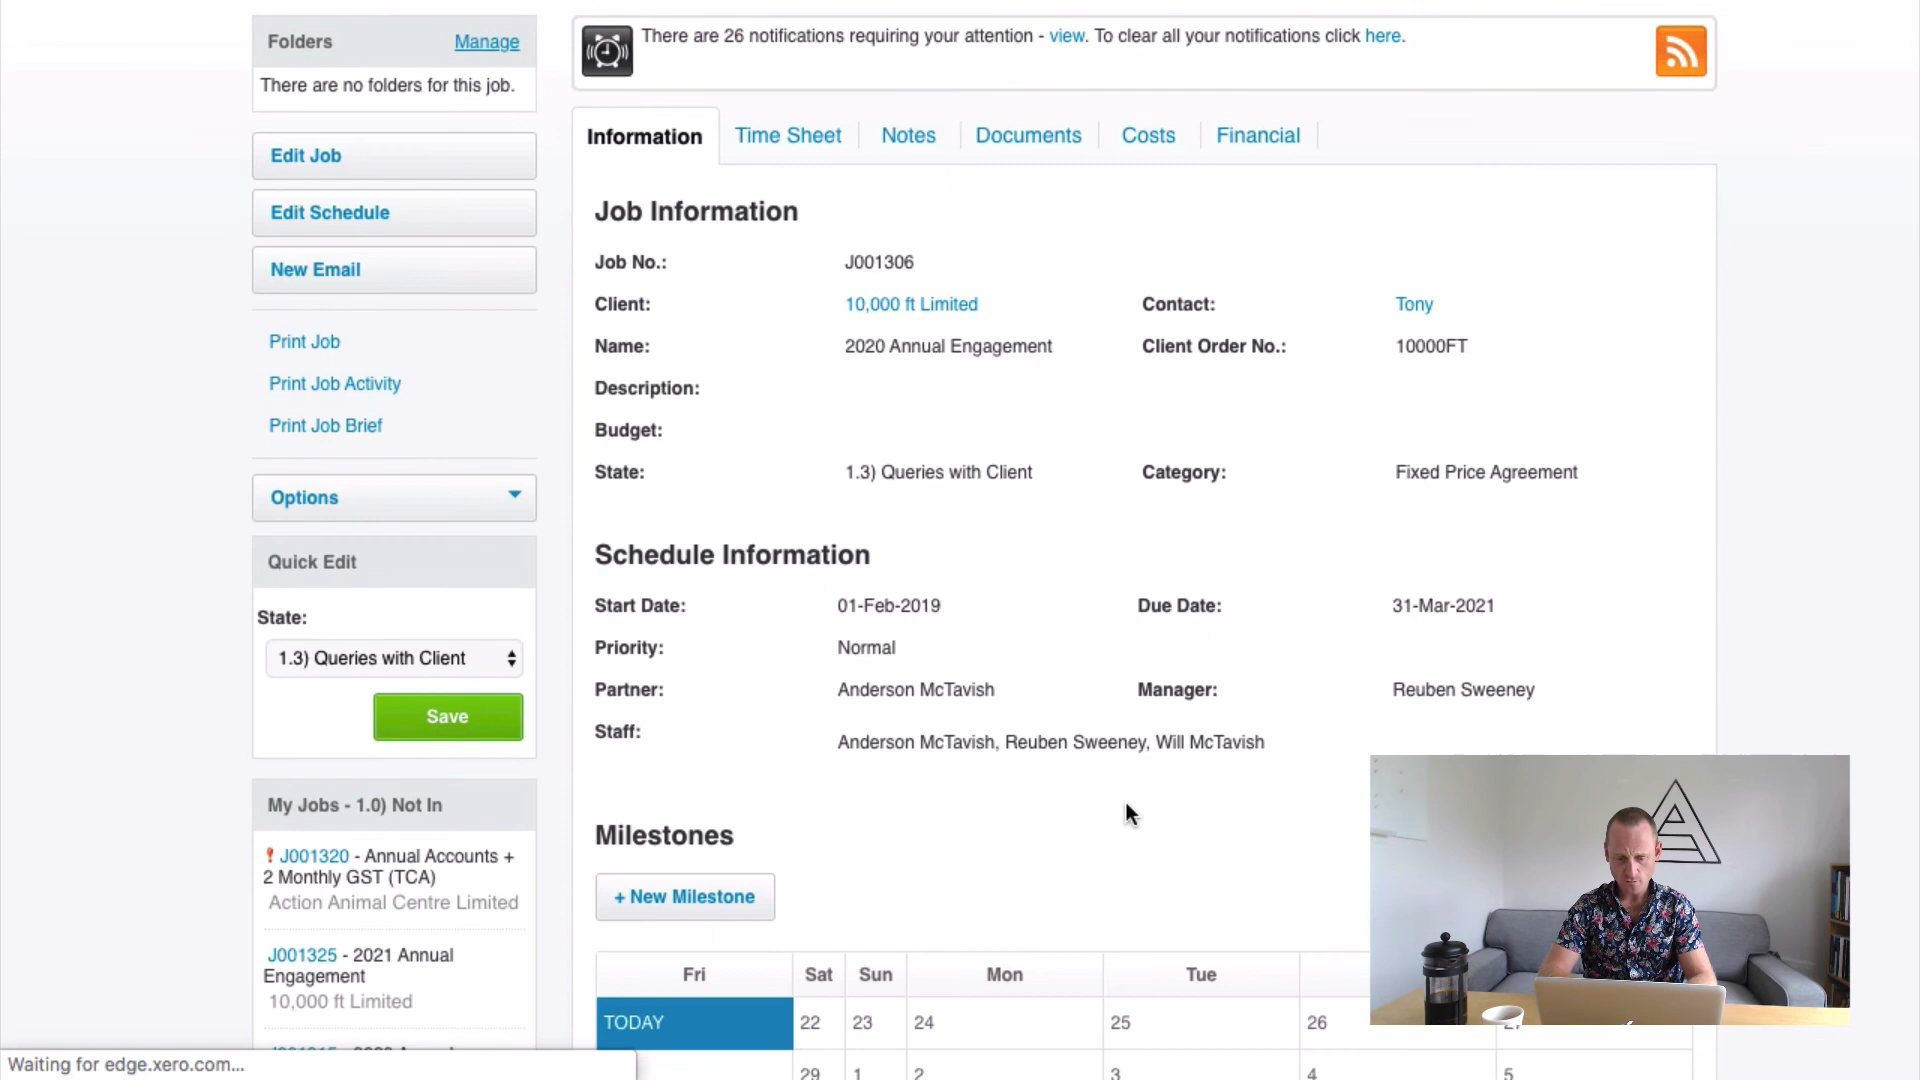 Folders Manage
There are no folders for this job.
Edit Job
Edit Schedule
New Email
Print Job
Print Job Activity
Print Job Brief
Options
Quick Edit
State:
1.3) Queries with Client
Save
My Jobs - 1.0) Not In
J001320 - Annual Accounts +
2 Monthly GST (TCA)
Action Animal Centre Limited
J001325 - 2021 Annual
Engagement
10,000 ft Limited
There are 26 notifications requiring your attention - view. To clear all your notifications click here.
Information Time Sheet Notes Documents Costs Financial
Job Information
Job No.: J001306
Client: 10,000 ft Limited Contact: Tony
Name: 2020 Annual Engagement Client Order No.: 10000FT
Description:
Budget:
State: 1.3) Queries with Client Category: Fixed Price Agreement
Schedule Information
Start Date: 01-Feb-2019 Due Date: 31-Mar-2021
Priority: Normal
Partner: Anderson McTavish Manager: Reuben Sweeney
Staff: Anderson McTavish, Reuben Sweeney, Will McTavish
Milestones
+ New Milestone
Fri Sat Sun Mon Tue
TODAY 22 23 24 25 26
29 1 2 3 4 5
Waiting for edge.xero.com...